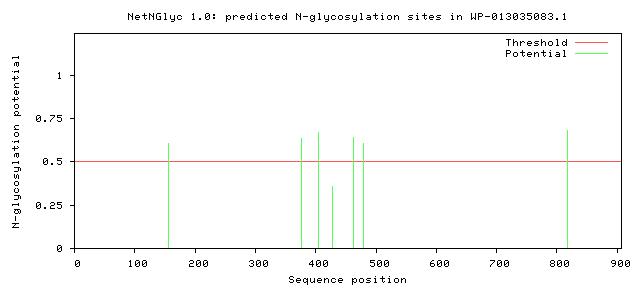 NetNGlyc 1.0: predicted N-glycosylation sites in WP-013035083.1
Threshold
Potential
N-glycosylation potential
1
0.75
0.5
0.25
0
0 100 200 300 400 500 600 700 800 900
Sequence position